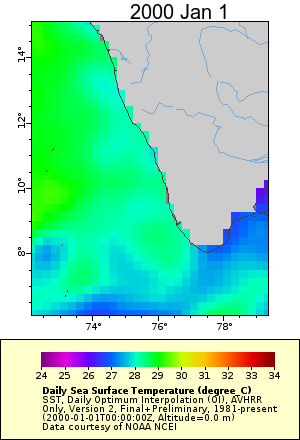 2000 Jan 1
14°
12°
10°
8°
74° 76° 78°
24 25 26 27 28 29 30 31 32 33 34
Daily Sea Surface Temperature (degree_C)
SST, Daily Optimum Interpolation (OI), AVHRR
Only, Version 2, Final+Preliminary, 1981-present
(2000-01-01T00:00:00Z, Altitude=0.0 m)
Data courtesy of NOAA NCEI